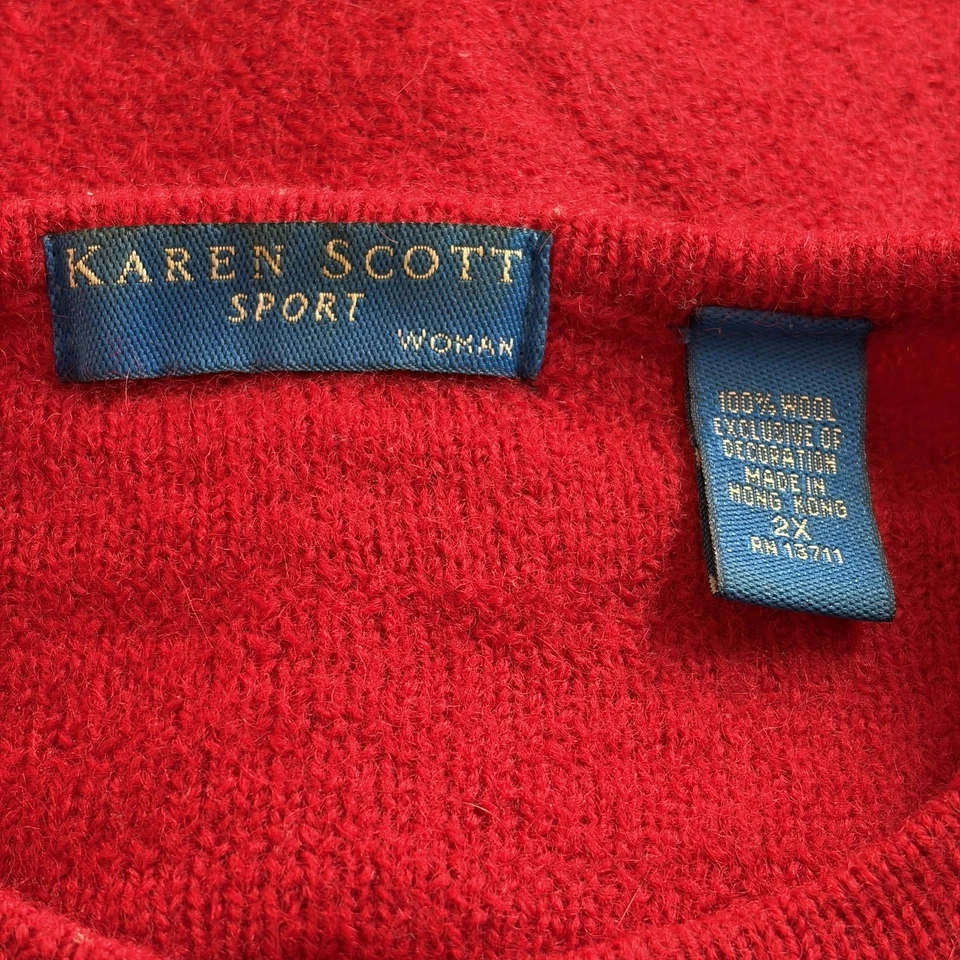 KAREN SCOTT
SPORT
WOMAN
100% WOOL
EXCLUSIVE OF
DECORATION
MADE IN
HONG KONG
2X
RN 13711